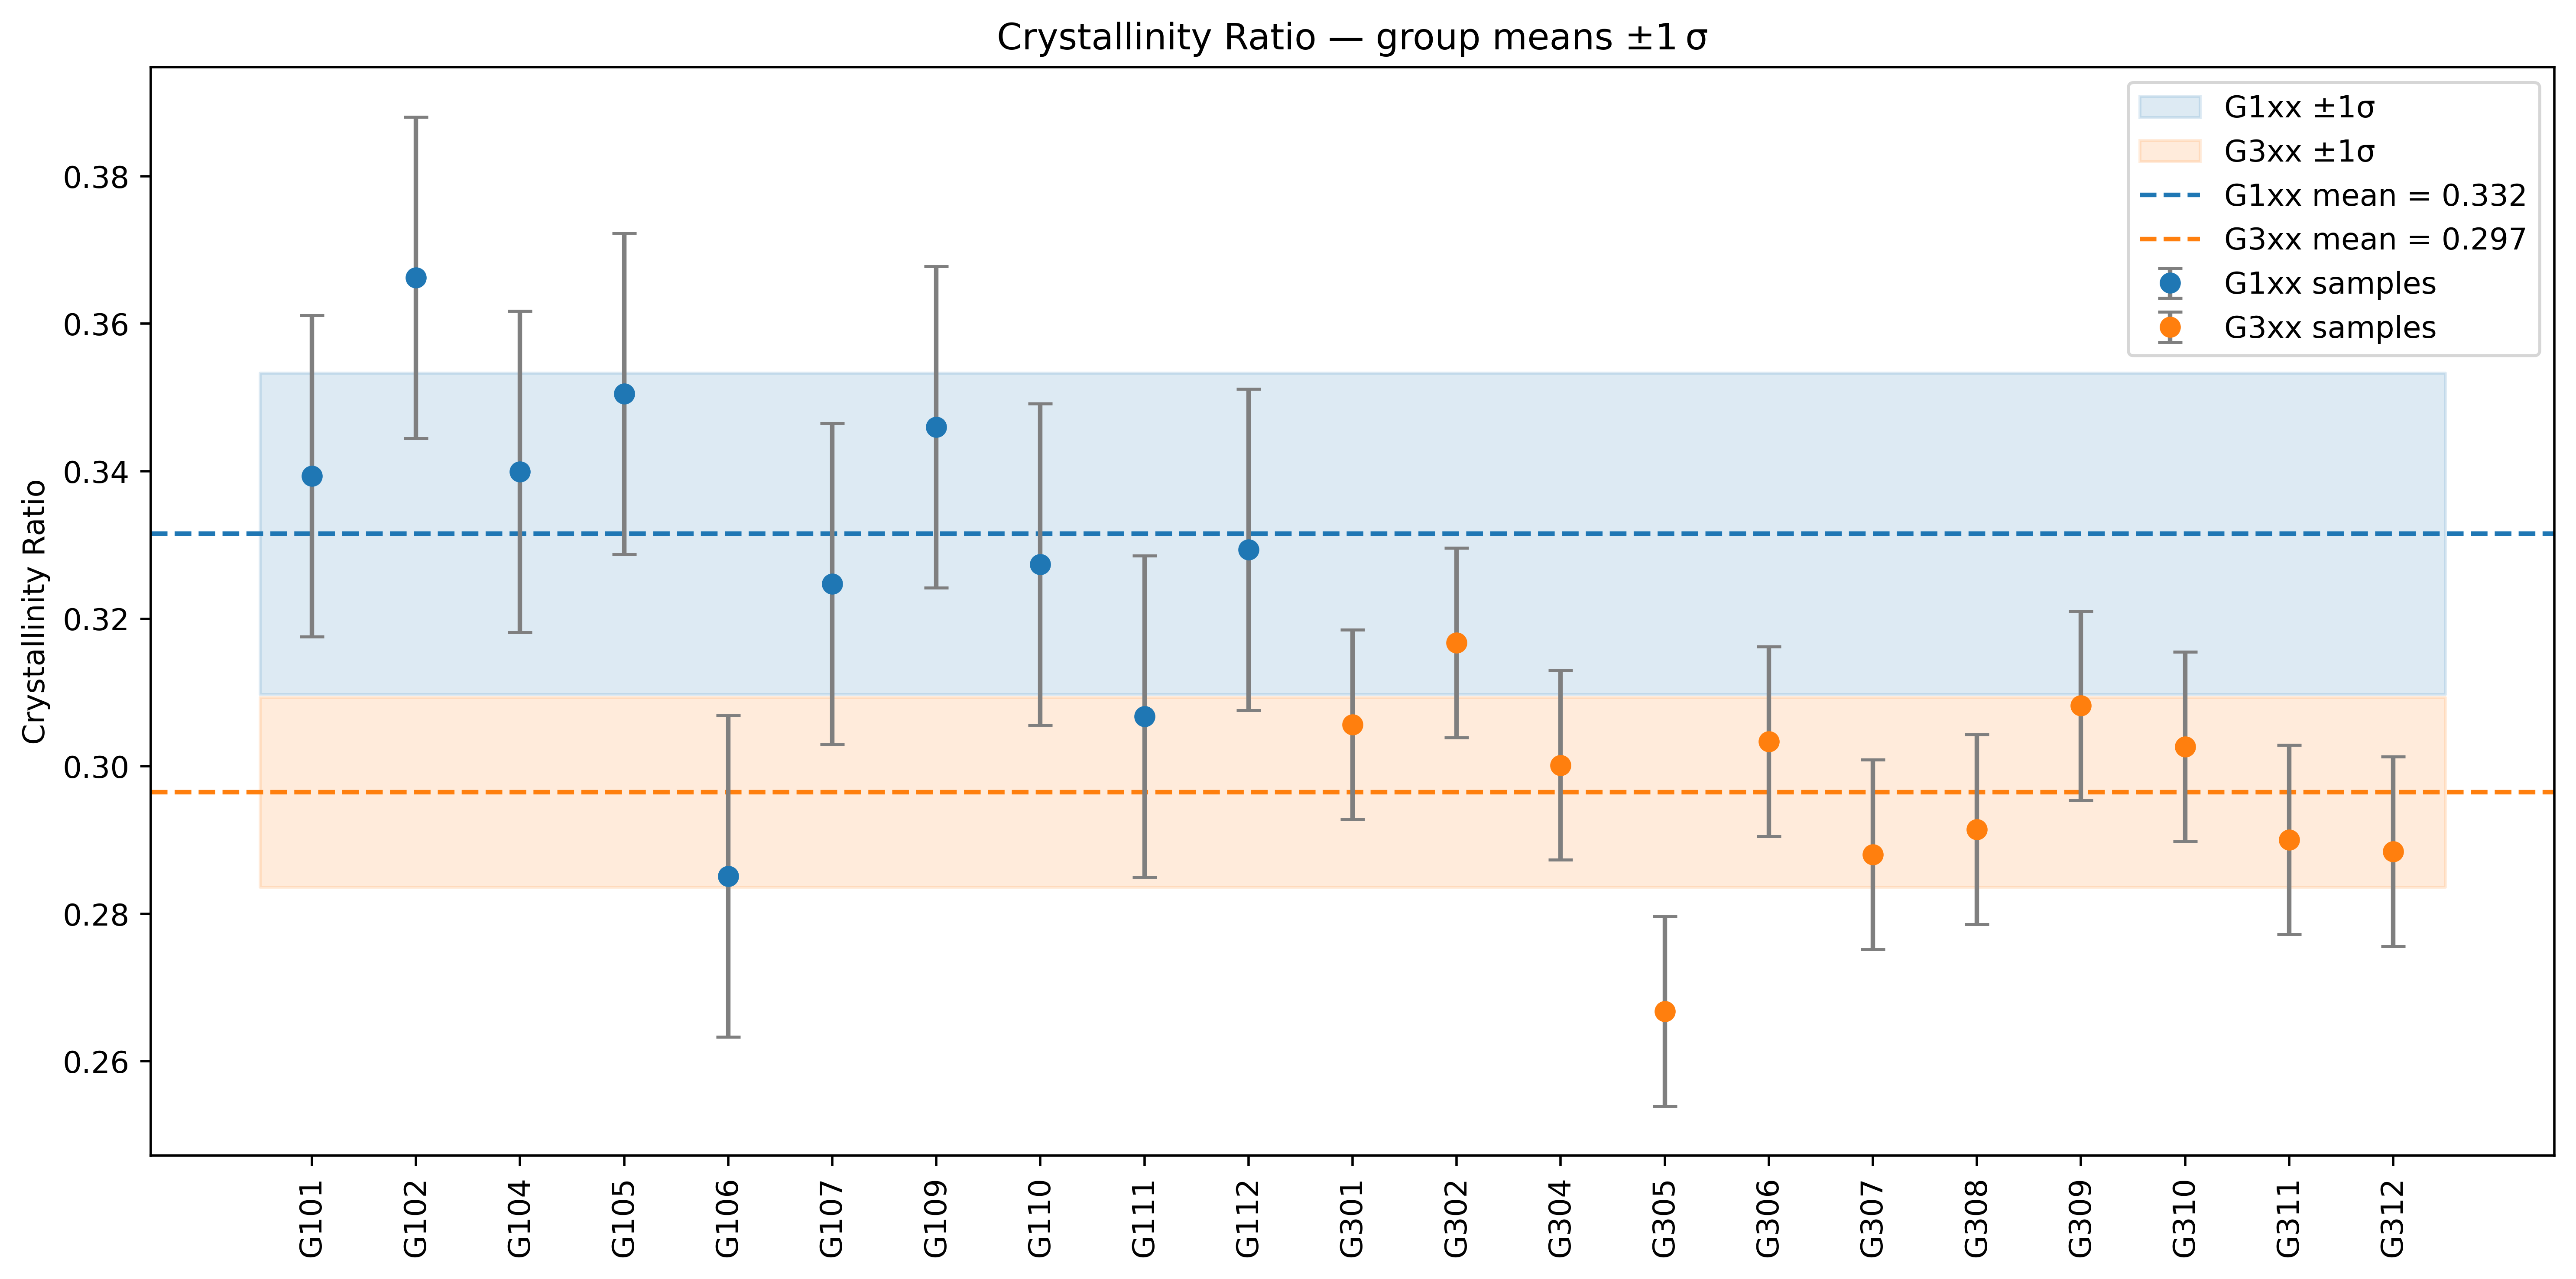 Crystallinity Ratio — group means ±1 σ
G1xx ±1σ
G3xx ±1σ
G1xx mean = 0.332
G3xx mean = 0.297
G1xx samples
G3xx samples
Crystallinity Ratio
0.38
0.36
0.34
0.32
0.30
0.28
0.26
G101
G102
G104
G105
G106
G107
G109
G110
G111
G112
G301
G302
G304
G305
G306
G307
G308
G309
G310
G311
G312